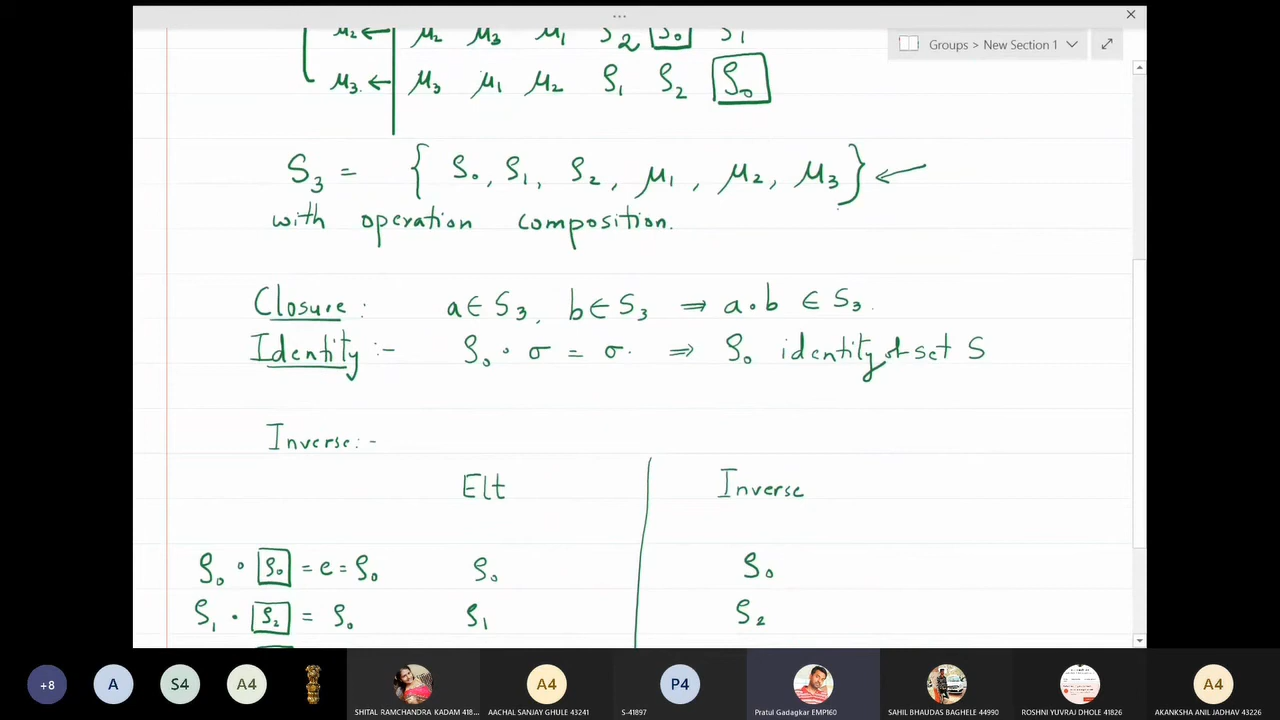 ...
Groups > New Section 1
μ₂ ← μ₂ μ₃ μ₁ ρ₂ ρ₀ ρ₁
μ₃. ← μ₃ μ₁ μ₂ ρ₁ ρ₂ ρ₀
S₃ = { ρ₀, ρ₁, ρ₂, μ₁, μ₂, μ₃ } ←
with operation composition.
Closure: a ∈ S₃, b ∈ S₃ ⇒ a·b ∈ S₃.
Identity :- ρ₀ · σ = σ. ⇒ ρ₀ identity of set S
Inverse:-
Elt Inverse
ρ₀ · ρ₀ = e = ρ₀ ρ₀ ρ₀
ρ₁ · ρ₂ = ρ₀ ρ₁ ρ₂
+8 A S4 A4 A4 P4 A4
SHITAL RAMCHANDRA KADAM 418... AACHAL SANJAY GHULE 43241 S-41897 Pratul Gadagkar EMP160 SAHIL BHAUDAS BAGHELE 44990 ROSHNI YUVRAJ DHOLE 41826 AKANKSHA ANIL JADHAV 43226